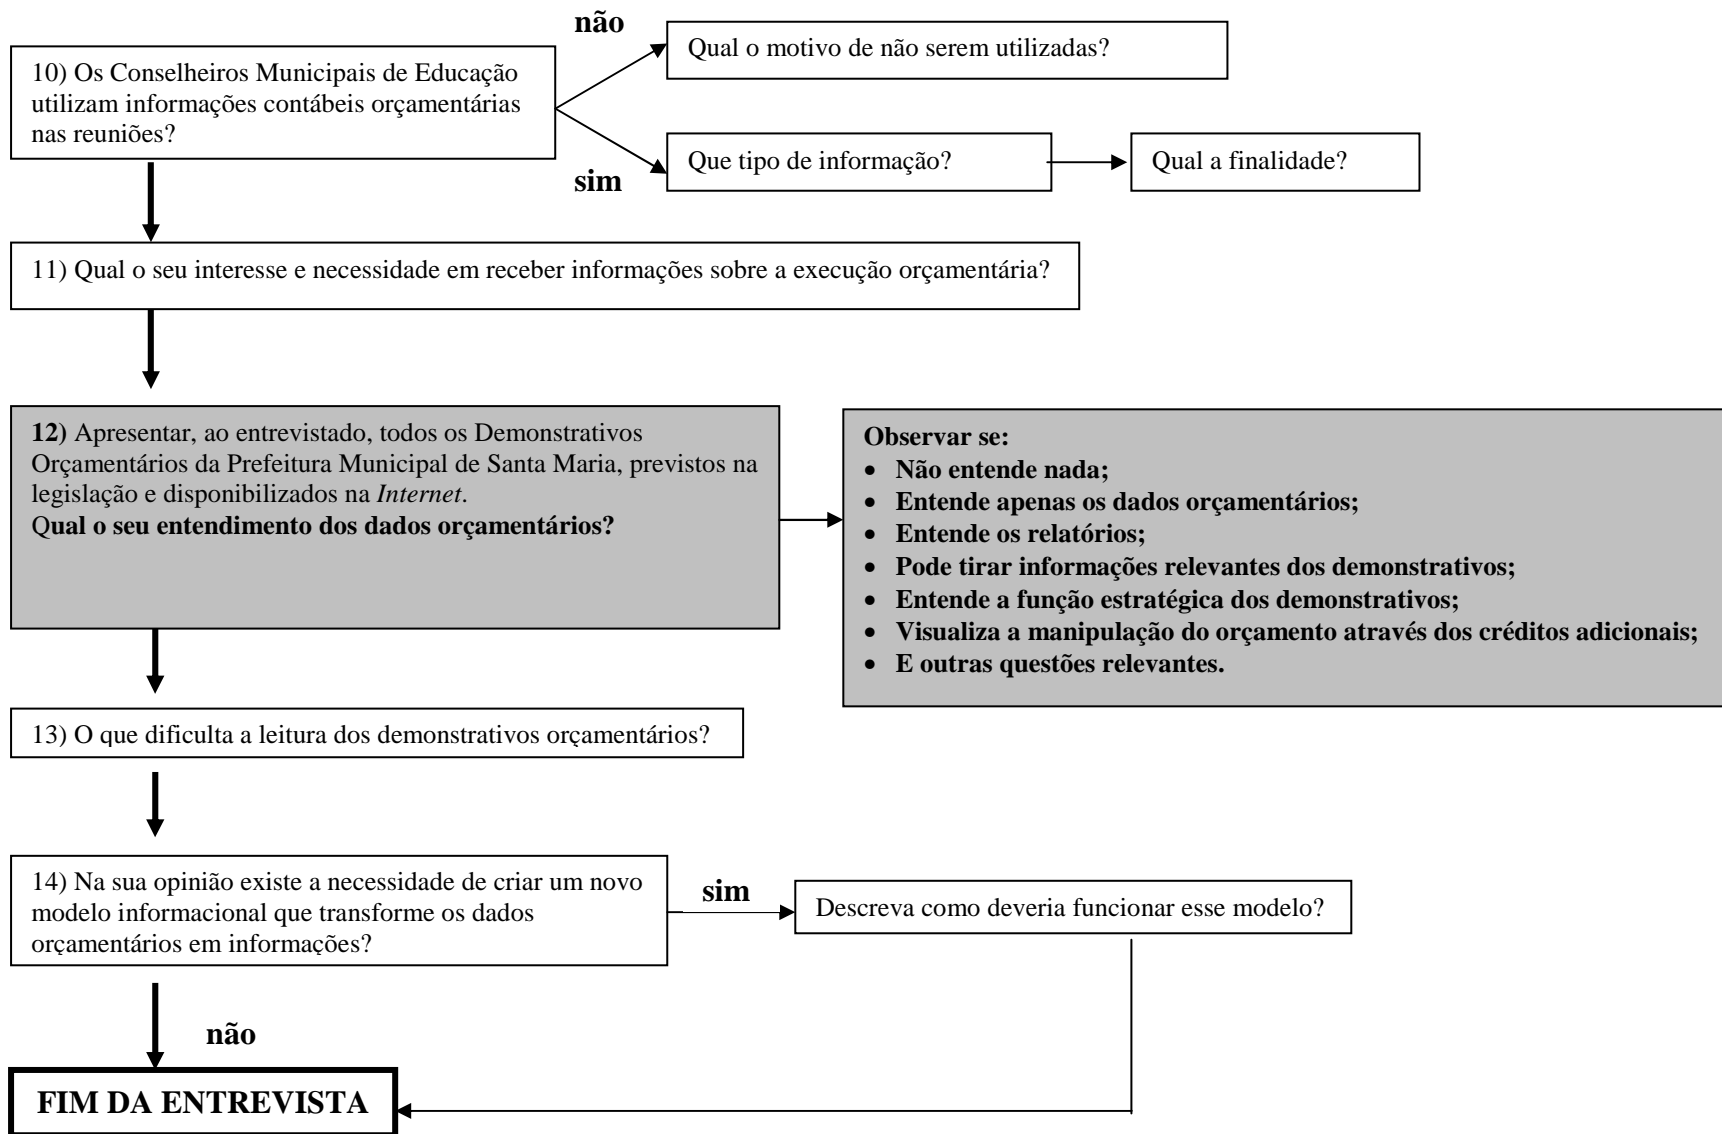 não
Qual o motivo de não serem utilizadas?
10) Os Conselheiros Municipais de Educação
utilizam informações contábeis orçamentárias
nas reuniões?
Que tipo de informação?
Qual a finalidade?
sim
11) Qual o seu interesse e necessidade em receber informações sobre a execução orçamentária?
12) Apresentar, ao entrevistado, todos os Demonstrativos
Orçamentários da Prefeitura Municipal de Santa Maria, previstos na
legislação e disponibilizados na Internet.
Qual o seu entendimento dos dados orçamentários?
Observar se:
• Não entende nada;
• Entende apenas os dados orçamentários;
• Entende os relatórios;
• Pode tirar informações relevantes dos demonstrativos;
• Entende a função estratégica dos demonstrativos;
• Visualiza a manipulação do orçamento através dos créditos adicionais;
• E outras questões relevantes.
13) O que dificulta a leitura dos demonstrativos orçamentários?
14) Na sua opinião existe a necessidade de criar um novo
modelo informacional que transforme os dados
orçamentários em informações?
sim
Descreva como deveria funcionar esse modelo?
não
FIM DA ENTREVISTA